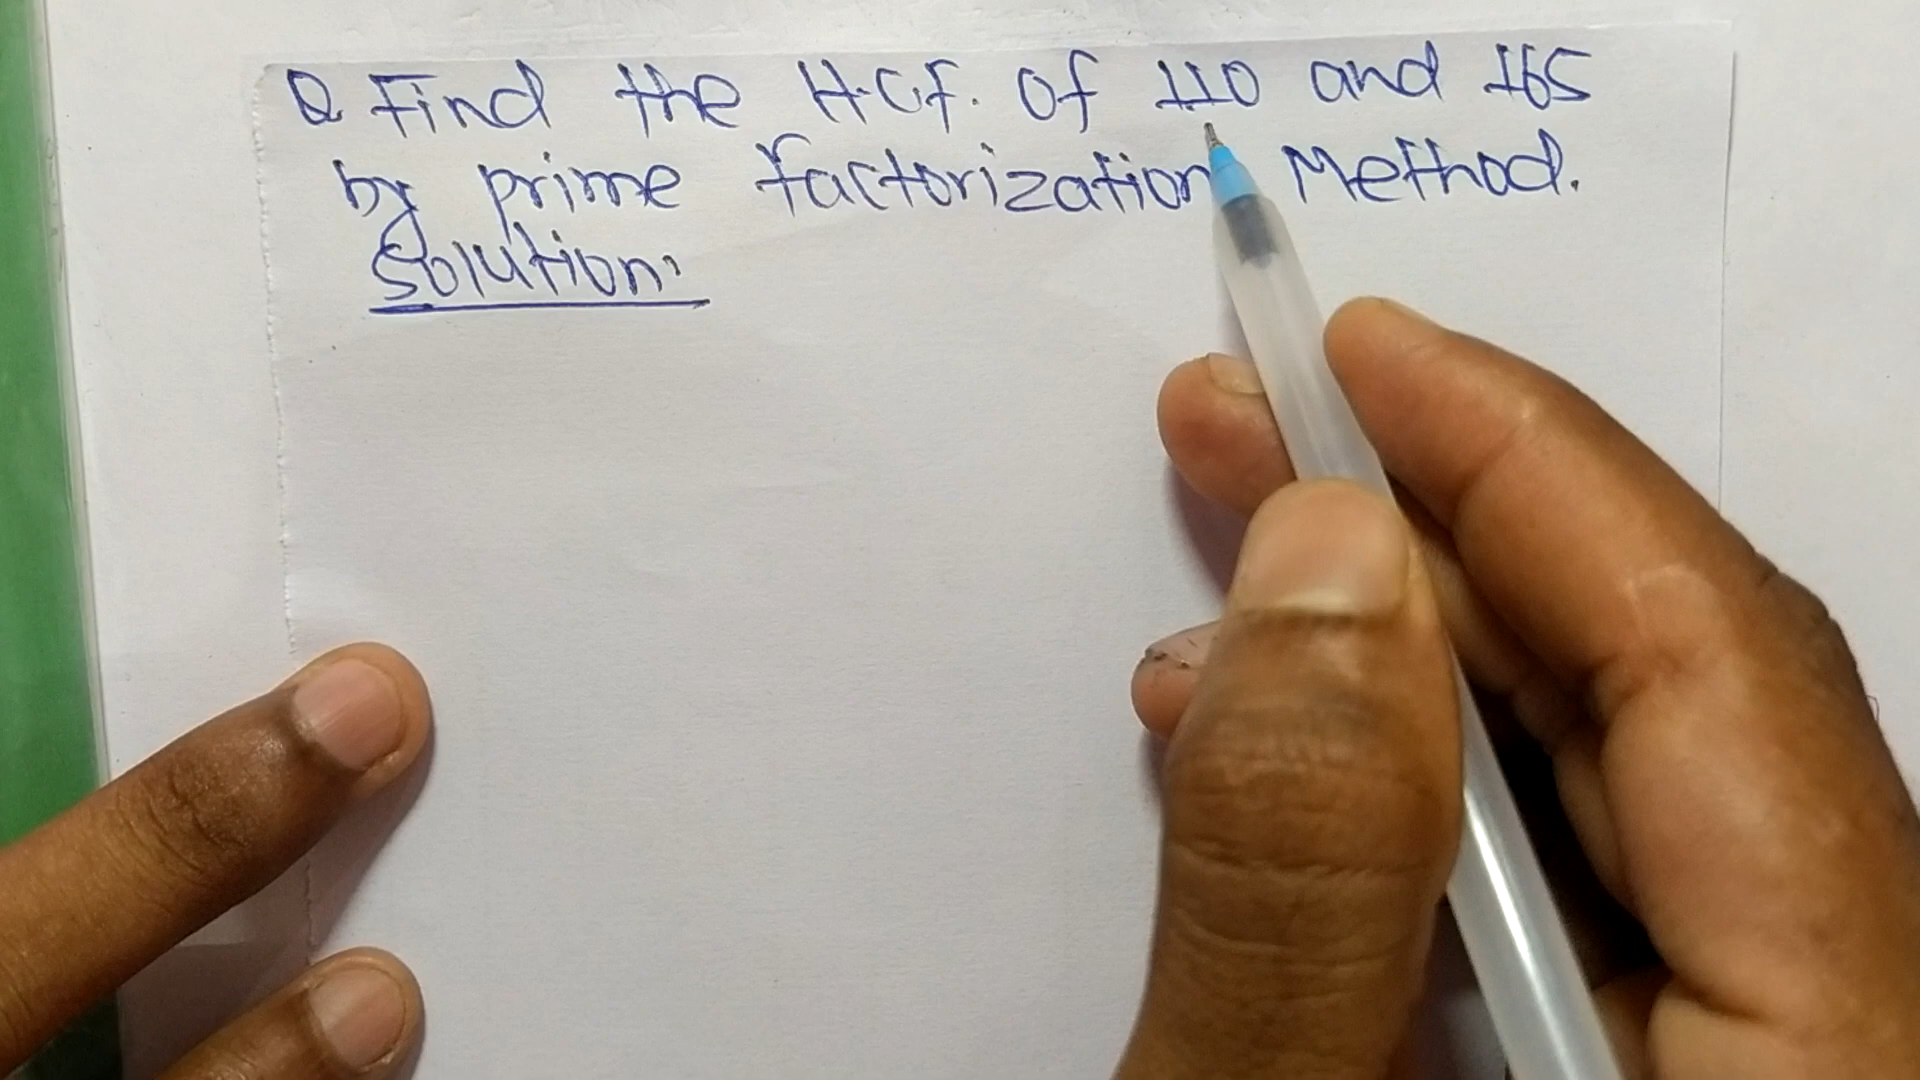 Q. Find the H.C.f. of 110 and 165
by prime factorization Method.
Solution: